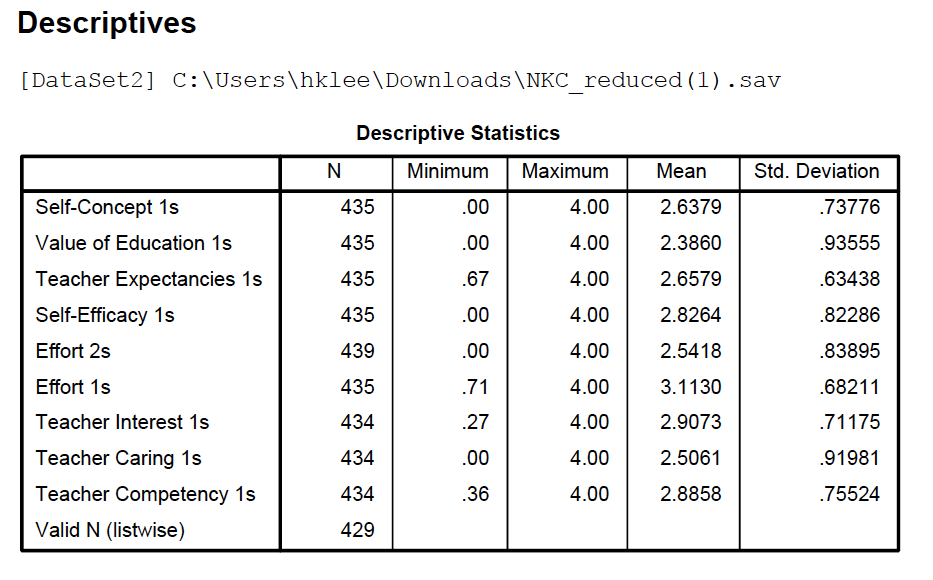 Descriptives
[DataSet2] C:\Users\hklee\Downloads\NKC_reduced(1).sav
Descriptive Statistics
N Minimum Maximum Mean Std. Deviation
Self-Concept 1s 435 .00 4.00 2.6379 .73776
Value of Education 1s 435 .00 4.00 2.3860 .93555
Teacher Expectancies 1s 435 .67 4.00 2.6579 .63438
Self-Efficacy 1s 435 .00 4.00 2.8264 .82286
Effort 2s 439 .00 4.00 2.5418 .83895
Effort 1s 435 .71 4.00 3.1130 .68211
Teacher Interest 1s 434 .27 4.00 2.9073 .71175
Teacher Caring 1s 434 .00 4.00 2.5061 .91981
Teacher Competency 1s 434 .36 4.00 2.8858 .75524
Valid N (listwise) 429